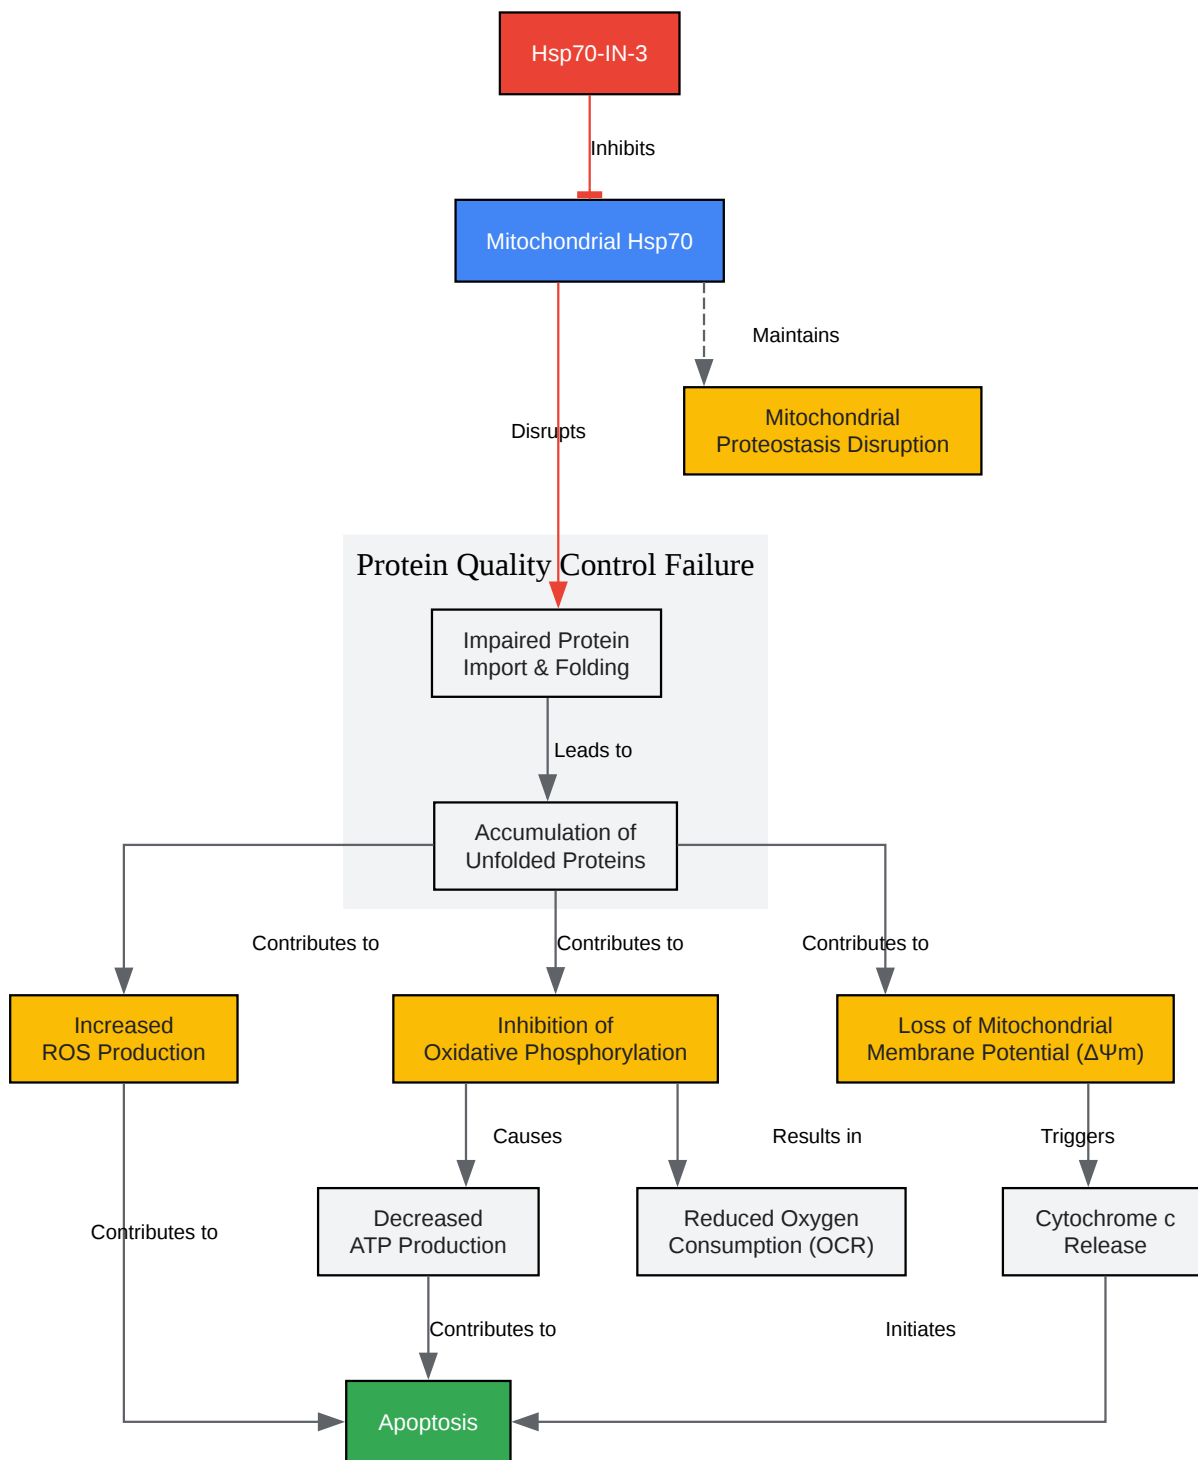 Hsp70-IN-3
Inhibits
Mitochondrial Hsp70
Maintains
Mitochondrial
Proteostasis Disruption
Disrupts
Protein Quality Control Failure
Impaired Protein
Import & Folding
Leads to
Accumulation of
Unfolded Proteins
Contributes to
Contributes to
Contributes to
Increased
ROS Production
Inhibition of
Oxidative Phosphorylation
Loss of Mitochondrial
Membrane Potential (ΔΨm)
Causes
Results in
Triggers
Contributes to
Decreased
ATP Production
Reduced Oxygen
Consumption (OCR)
Cytochrome c
Release
Contributes to
Initiates
Apoptosis